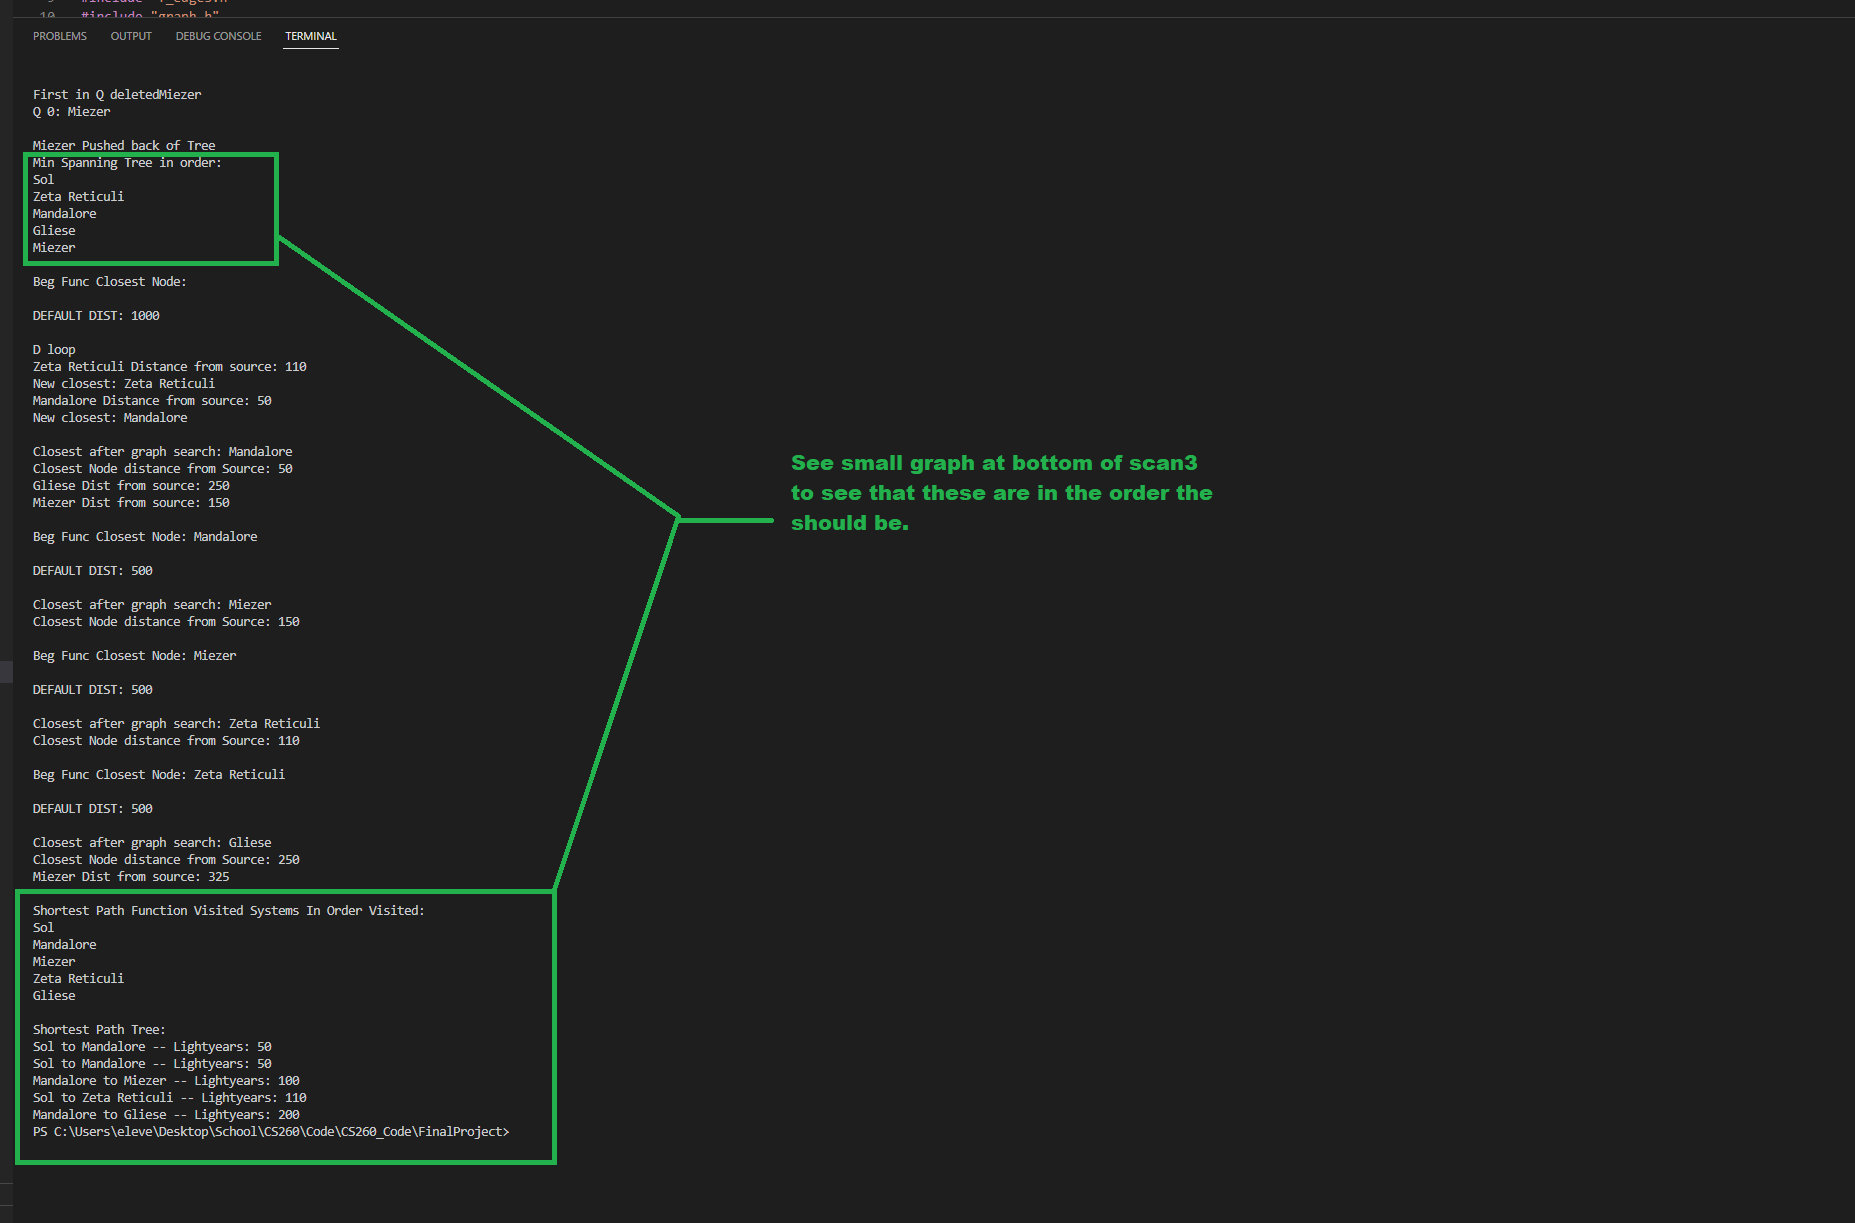 10 #include "graph.h"
PROBLEMS OUTPUT DEBUG CONSOLE TERMINAL
First in Q deletedMiezer
Q 0: Miezer
Miezer Pushed back of Tree
Min Spanning Tree in order:
Sol
Zeta Reticuli
Mandalore
Gliese
Miezer
Beg Func Closest Node:
DEFAULT DIST: 1000
D loop
Zeta Reticuli Distance from source: 110
New closest: Zeta Reticuli
Mandalore Distance from source: 50
New closest: Mandalore
Closest after graph search: Mandalore
Closest Node distance from Source: 50
Gliese Dist from source: 250
Miezer Dist from source: 150
Beg Func Closest Node: Mandalore
DEFAULT DIST: 500
Closest after graph search: Miezer
Closest Node distance from Source: 150
Beg Func Closest Node: Miezer
DEFAULT DIST: 500
Closest after graph search: Zeta Reticuli
Closest Node distance from Source: 110
Beg Func Closest Node: Zeta Reticuli
DEFAULT DIST: 500
Closest after graph search: Gliese
Closest Node distance from Source: 250
Miezer Dist from source: 325
Shortest Path Function Visited Systems In Order Visited:
Sol
Mandalore
Miezer
Zeta Reticuli
Gliese
Shortest Path Tree:
Sol to Mandalore -- Lightyears: 50
Sol to Mandalore -- Lightyears: 50
Mandalore to Miezer -- Lightyears: 100
Sol to Zeta Reticuli -- Lightyears: 110
Mandalore to Gliese -- Lightyears: 200
PS C:\Users\eleve\Desktop\School\CS260\Code\CS260_Code\FinalProject>
See small graph at bottom of scan3
to see that these are in the order the
should be.